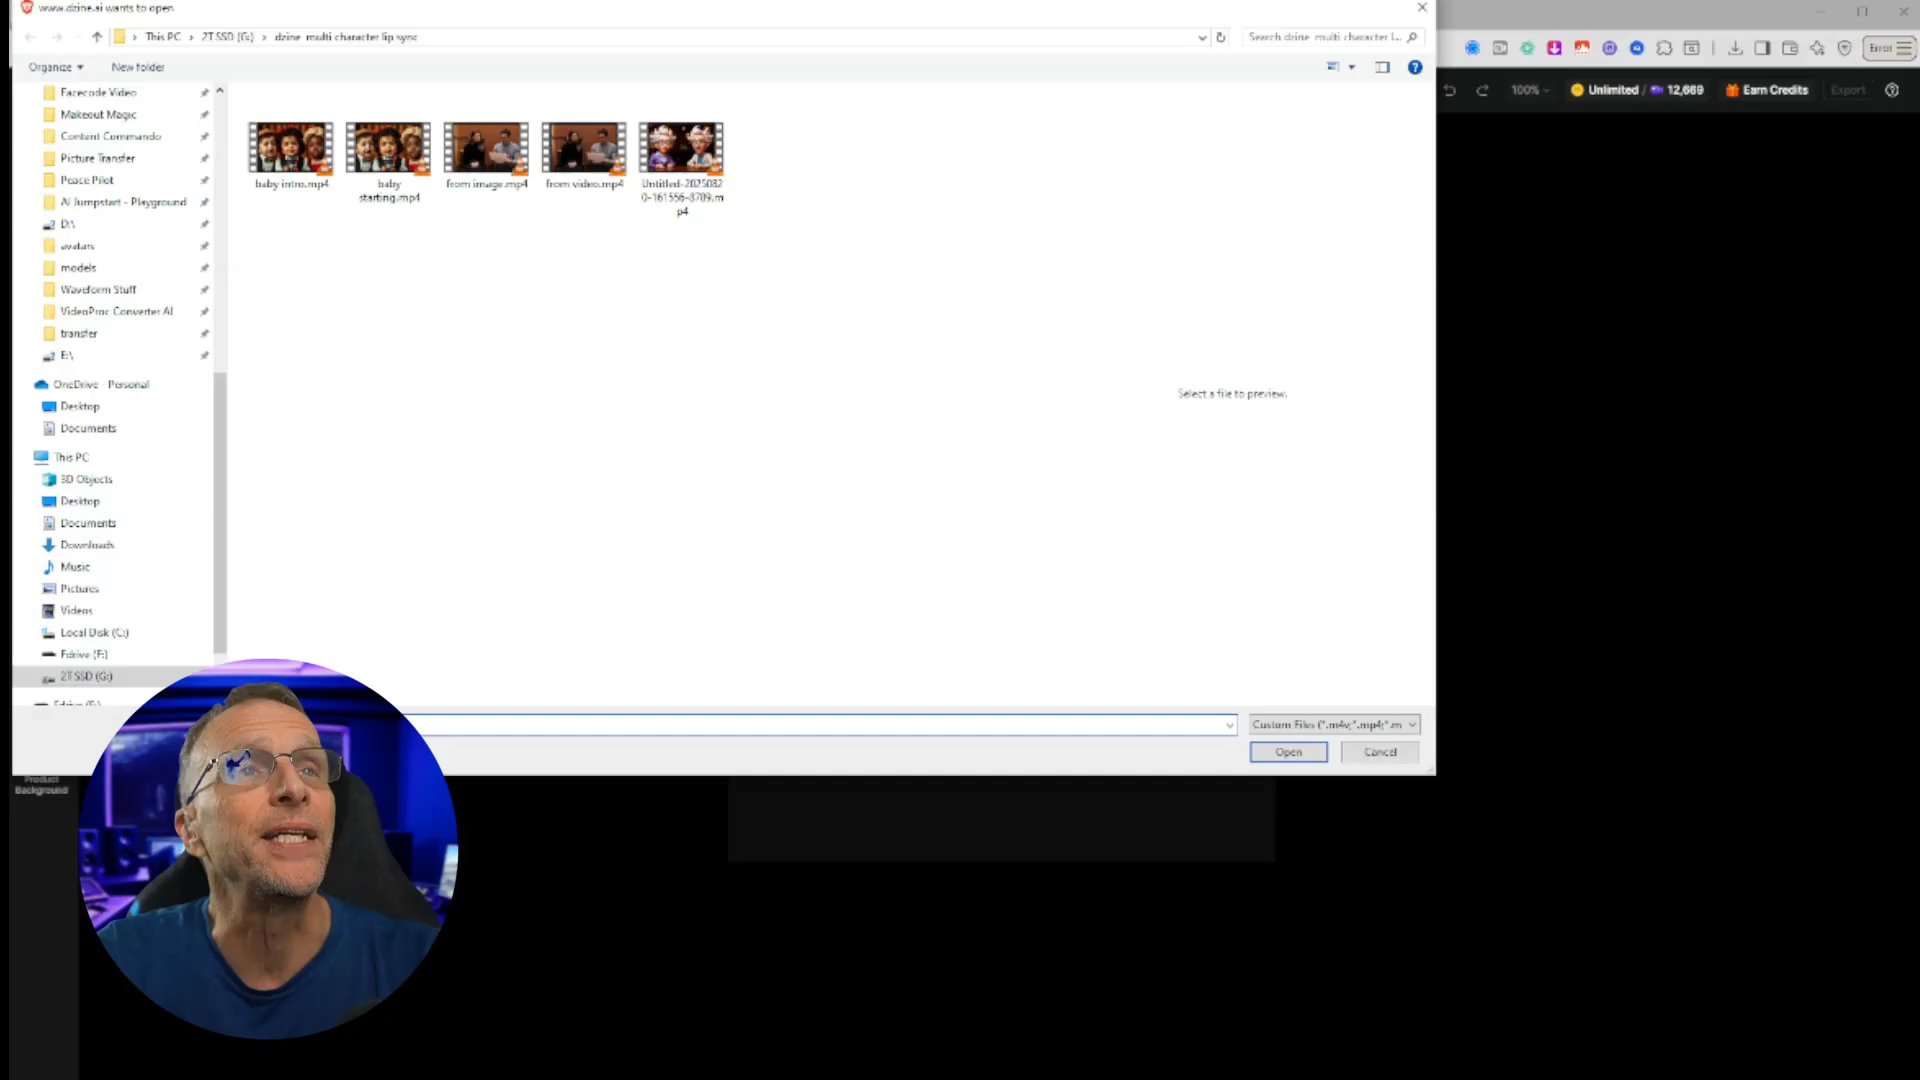 www.dzine.ai wants to open
This PC
2T SSD (G:)
dzine multi character lip sync
Search dzine multi character l...
Error
Organize
New folder
100%
Unlimited / 12,669
Earn Credits
Export
Facecode Video
Makeout Magic
Content Commando
Picture Transfer
Peace Pilot
AI Jumpstart - Playground
D:\
avatars
models
Waveform Stuff
VideoProc Converter AI
transfer
E:\
OneDrive - Personal
Desktop
Documents
This PC
3D Objects
Desktop
Documents
Downloads
Music
Pictures
Videos
Local Disk (C:)
Fdrive (F:)
2T SSD (G:)
baby intro.mp4
baby
starting.mp4
from image.mp4
from video.mp4
Untitled-2025082
0-161556-8789.m
p4
Select a file to preview.
Custom Files (*.m4v;*.mp4;*.m
Open
Cancel
Product
Background